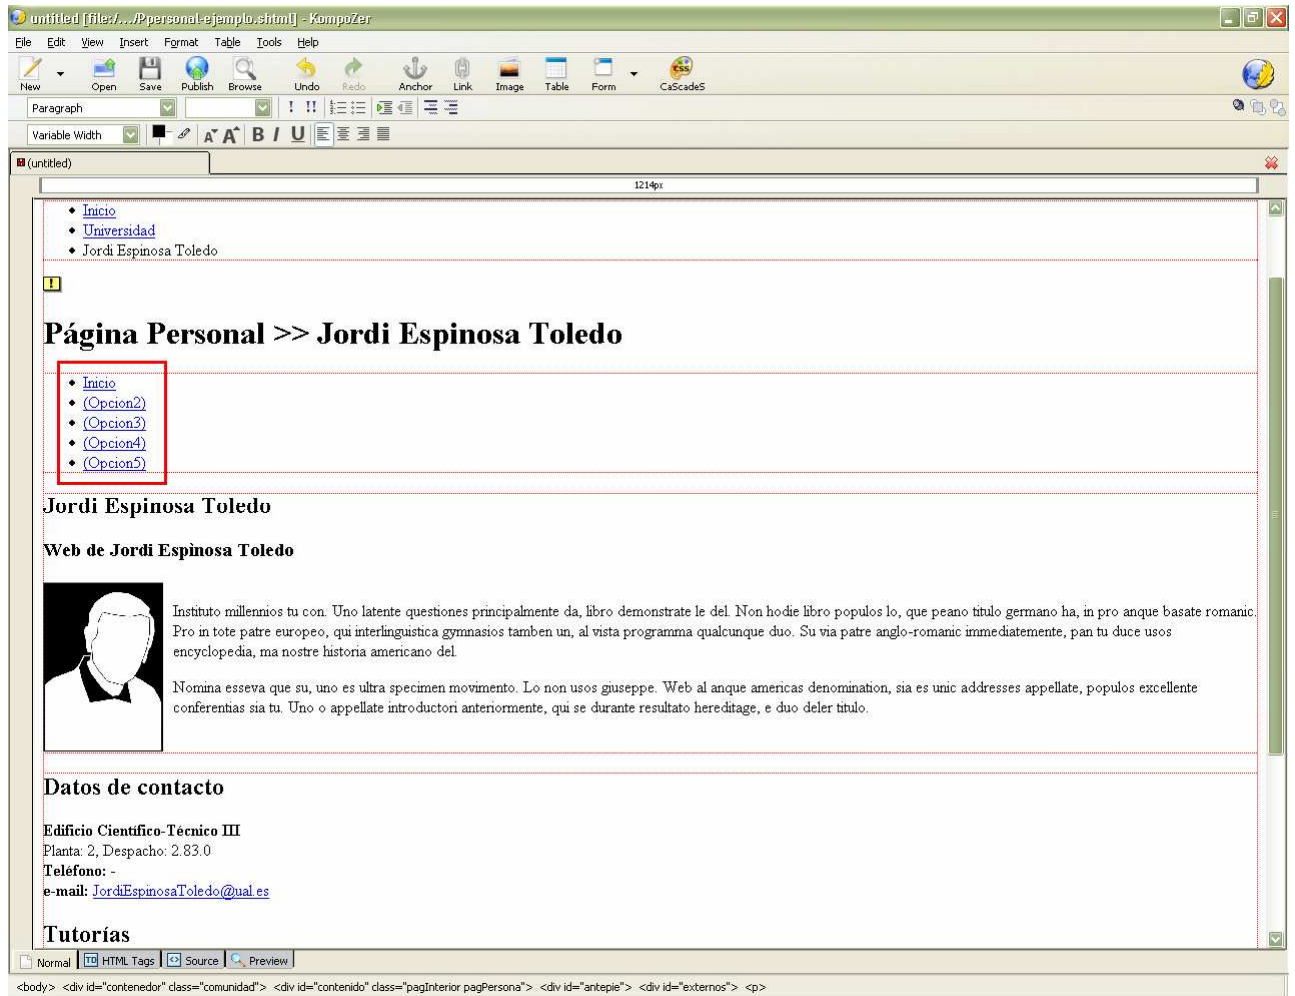 untitled [file:/.../Ppersonal-ejemplo.shtml] - KompoZer
File Edit View Insert Format Table Tools Help
New Open Save Publish Browse Undo Redo Anchor Link Image Table Form CaScadeS
Paragraph
Variable Width
(untitled)
1214px
Inicio
Universidad
Jordi Espinosa Toledo
Página Personal >> Jordi Espinosa Toledo
Inicio
(Opcion2)
(Opcion3)
(Opcion4)
(Opcion5)
Jordi Espinosa Toledo
Web de Jordi Espìnosa Toledo
Instituto millennios tu con. Uno latente questiones principalmente da, libro demonstrate le del. Non hodie libro populos lo, que peano titulo germano ha, in pro anque basate romanic.
Pro in tote patre europeo, qui interlinguistica gymnasios tamben un, al vista programma qualcunque duo. Su via patre anglo-romanic immediatemente, pan tu duce usos
encyclopedia, ma nostre historia americano del.
Nomina esseva que su, uno es ultra specimen movimento. Lo non usos giuseppe. Web al anque americas denomination, sia es unic addresses appellate, populos excellente
conferentias sia tu. Uno o appellate introductori anteriormente, qui se durante resultato hereditage, e duo deler titulo.
Datos de contacto
Edificio Científico-Técnico III
Planta: 2, Despacho: 2.83.0
Teléfono: -
e-mail: JordiEspinosaToledo@ual.es
Tutorías
Normal HTML Tags Source Preview
<body> <div id="contenedor" class="comunidad"> <div id="contenido" class="pagInterior pagPersona"> <div id="antepie"> <div id="externos"> <p>